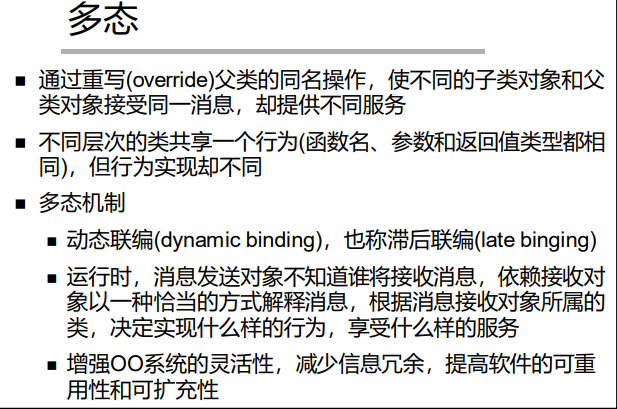 多态
■ 通过重写(override)父类的同名操作，使不同的子类对象和父
类对象接受同一消息，却提供不同服务
■ 不同层次的类共享一个行为(函数名、参数和返回值类型都相
同)，但行为实现却不同
■ 多态机制
■ 动态联编(dynamic binding)，也称滞后联编(late binging)
■ 运行时，消息发送对象不知道谁将接收消息，依赖接收对
象以一种恰当的方式解释消息，根据消息接收对象所属的
类，决定实现什么样的行为，享受什么样的服务
■ 增强OO系统的灵活性，减少信息冗余，提高软件的可重
用性和可扩充性